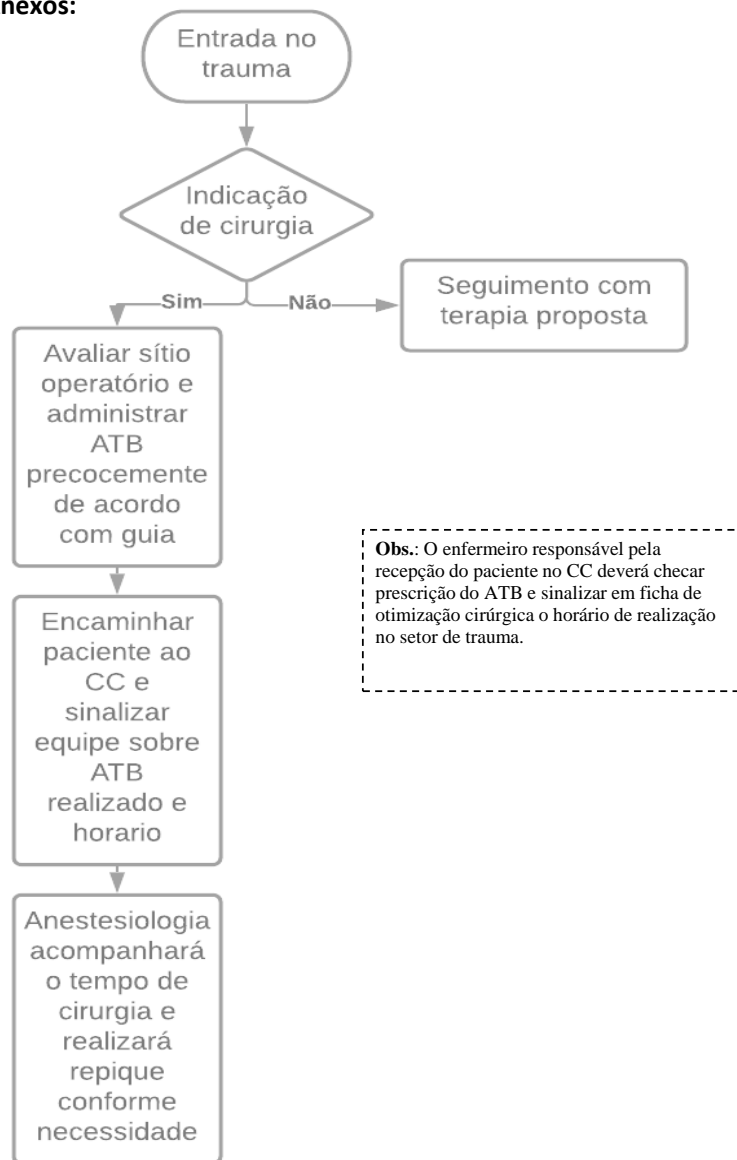 nexos:
Entrada no
trauma
Indicação
de cirurgia
Sim
Não
Seguimento com
terapia proposta
Avaliar sítio
operatório e
administrar
ATB
precocemente
de acordo
com guia
Obs.: O enfermeiro responsável pela
recepção do paciente no CC deverá checar
prescrição do ATB e sinalizar em ficha de
otimização cirúrgica o horário de realização
no setor de trauma.
Encaminhar
paciente ao
CC e
sinalizar
equipe sobre
ATB
realizado e
horario
Anestesiologia
acompanhará
o tempo de
cirurgia e
realizará
repique
conforme
necessidade